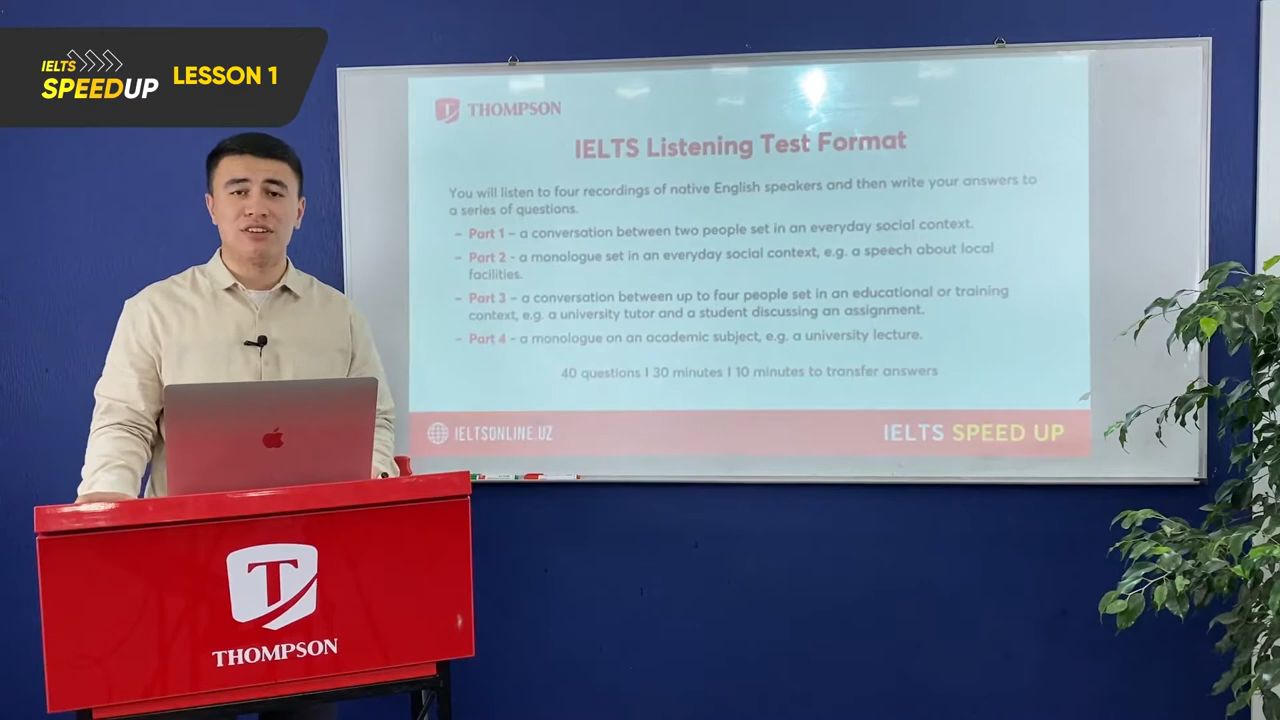 IELTS
SPEEDUP
LESSON 1
THOMPSON
IELTS Listening Test Format
You will listen to four recordings of native English speakers and then write your answers to
a series of questions.
– Part 1 – a conversation between two people set in an everyday social context.
– Part 2 - a monologue set in an everyday social context, e.g. a speech about local
facilities.
– Part 3 – a conversation between up to four people set in an educational or training
context, e.g. a university tutor and a student discussing an assignment.
– Part 4 – a monologue on an academic subject, e.g. a university lecture.
40 questions I 30 minutes I 10 minutes to transfer answers
IELTSONLINE.UZ
IELTS SPEED UP
T
THOMPSON